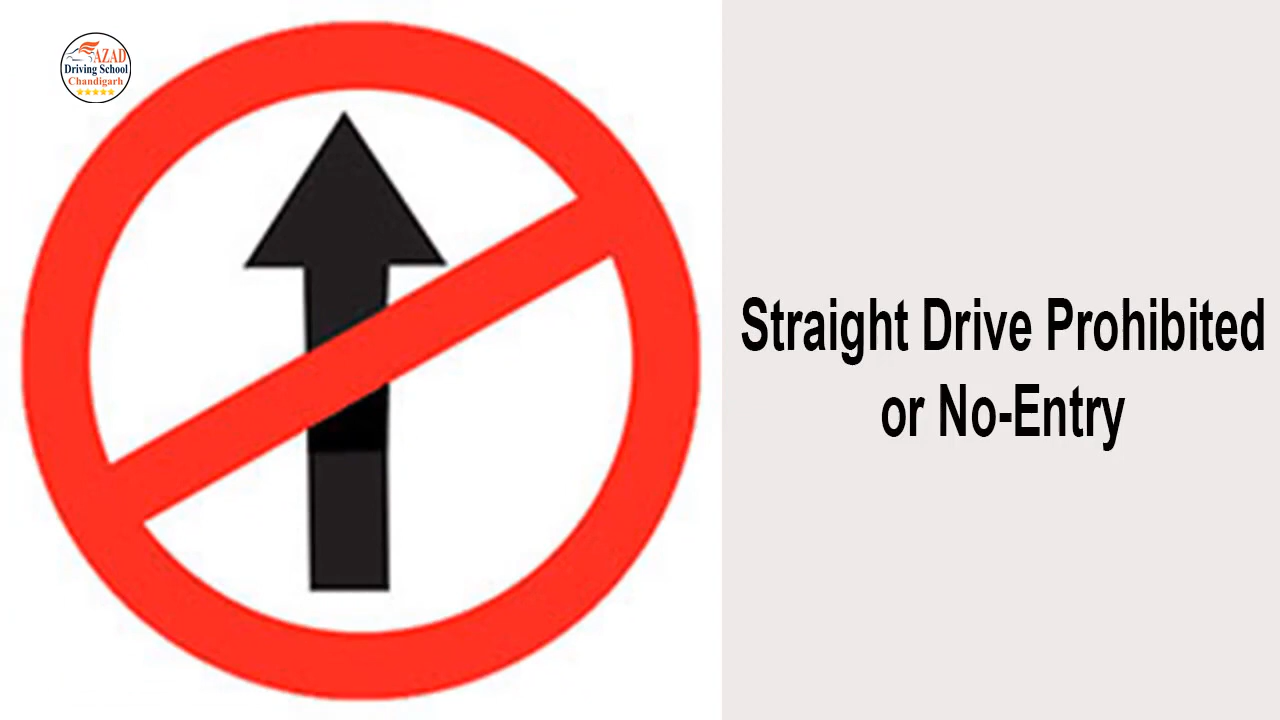 AZAD
Driving School
Chandigarh
Straight Drive Prohibited
or No-Entry